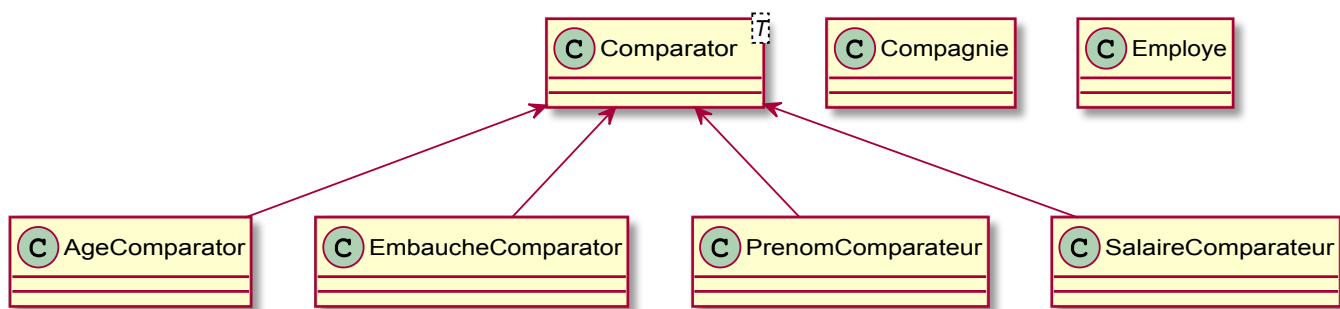 T
C Comparator
C Compagnie
C Employe
C AgeComparator
C EmbaucheComparator
C PrenomComparateur
C SalaireComparateur